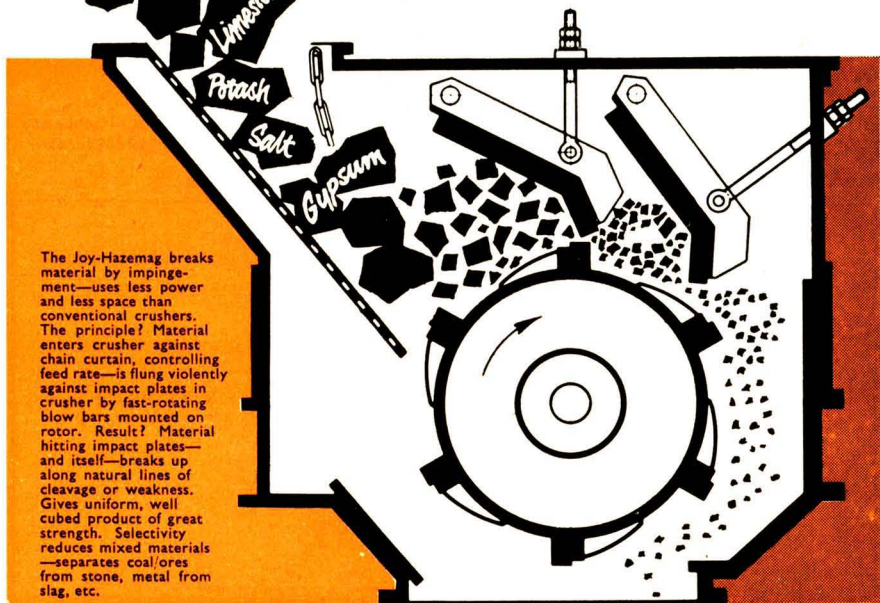 Limesto
Potash
Salt
Gypsum
The Joy-Hazemag breaks
material by impinge-
ment—uses less power
and less space than
conventional crushers.
The principle? Material
enters crusher against
chain curtain, controlling
feed rate—is flung violently
against impact plates in
crusher by fast-rotating
blow bars mounted on
rotor. Result? Material
hitting impact plates—
and itself—breaks up
along natural lines of
cleavage or weakness.
Gives uniform, well
cubed product of great
strength. Selectivity
reduces mixed materials
—separates coal/ores
from stone, metal from
slag, etc.